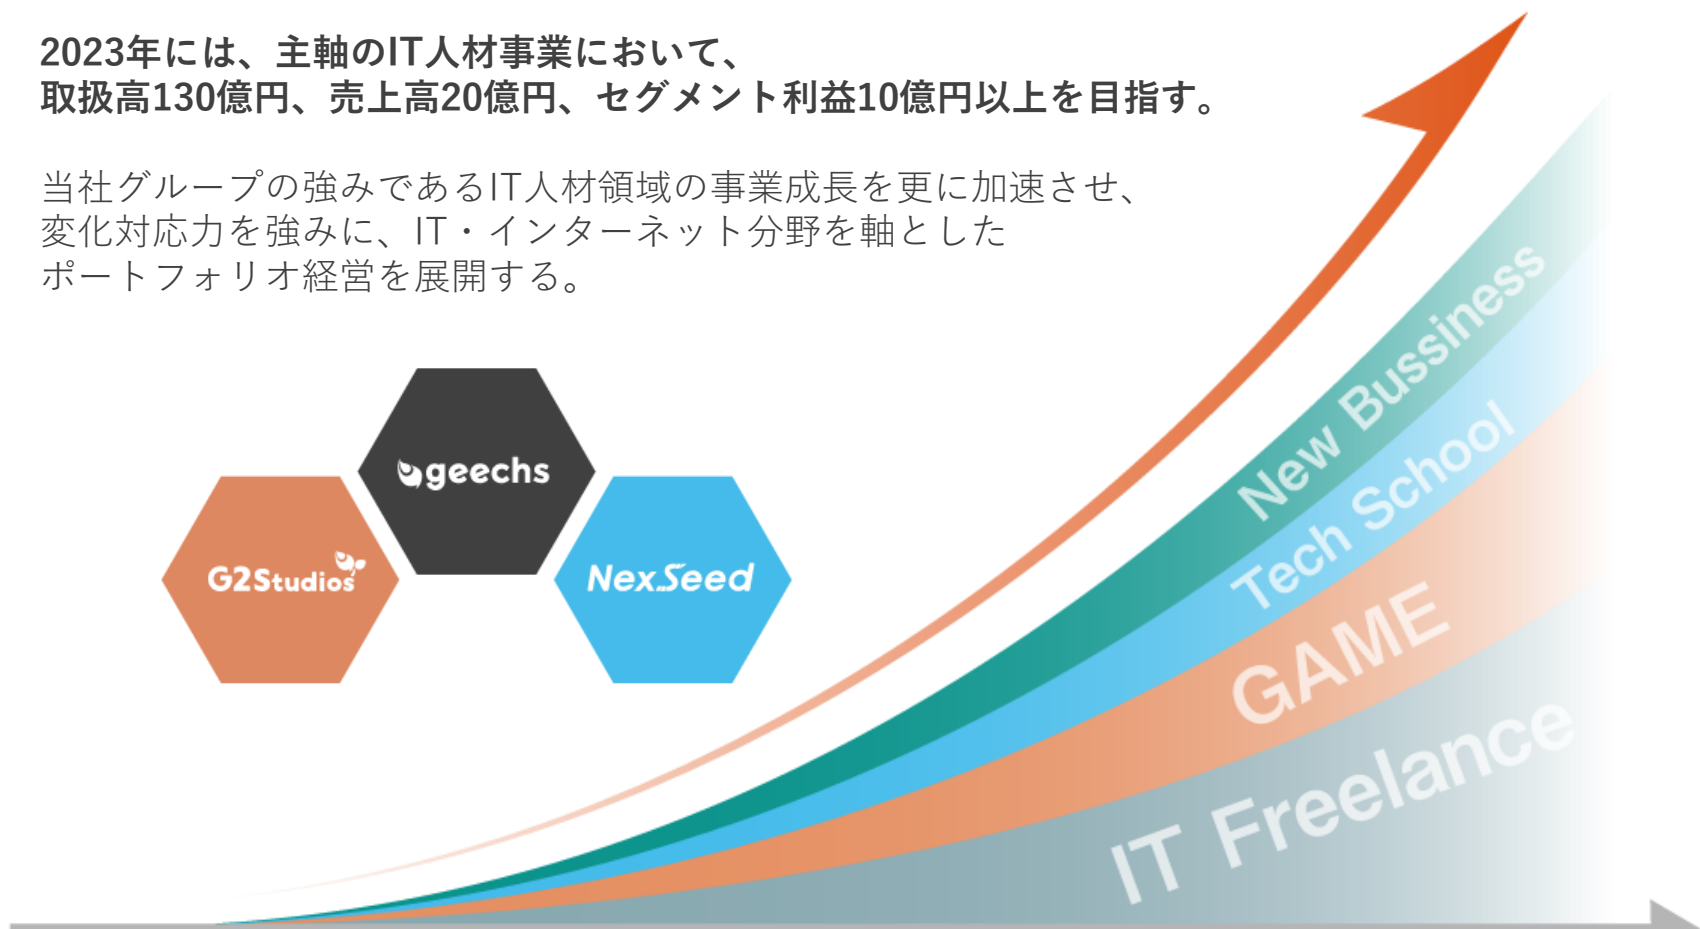 2023年には、主軸のIT人材事業において、
取扱高130億円、売上高20億円、セグメント利益10億円以上を目指す。
当社グループの強みであるIT人材領域の事業成長を更に加速させ、
変化対応力を強みに、IT・インターネット分野を軸とした
ポートフォリオ経営を展開する。
geechs
G2Studios
NexSeed
New Bussiness
Tech School
GAME
IT Freelance